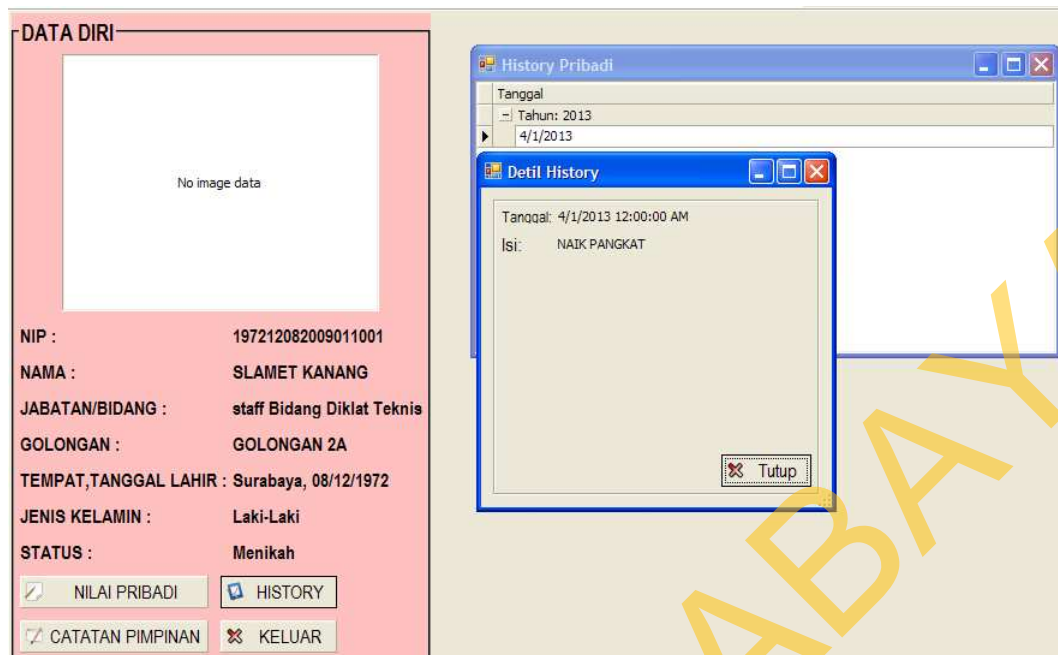 DATA DIRI
No image data
NIP : 197212082009011001
NAMA : SLAMET KANANG
JABATAN/BIDANG : staff Bidang Diklat Teknis
GOLONGAN : GOLONGAN 2A
TEMPAT,TANGGAL LAHIR : Surabaya, 08/12/1972
JENIS KELAMIN : Laki-Laki
STATUS : Menikah
NILAI PRIBADI HISTORY
CATATAN PIMPINAN KELUAR
History Pribadi
Tanggal
Tahun: 2013
4/1/2013
Detil History
Tanggal: 4/1/2013 12:00:00 AM
Isi: NAIK PANGKAT
Tutup
ABAYA